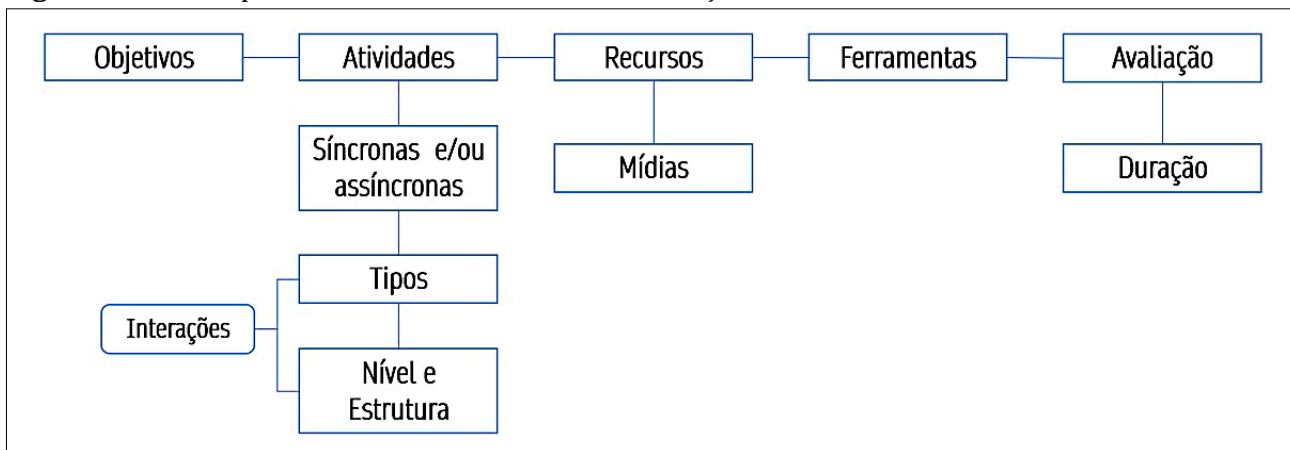 Objetivos
Atividades
Recursos
Ferramentas
Avaliação
Síncronas e/ou
assíncronas
Mídias
Duração
Tipos
Interações
Nível e
Estrutura